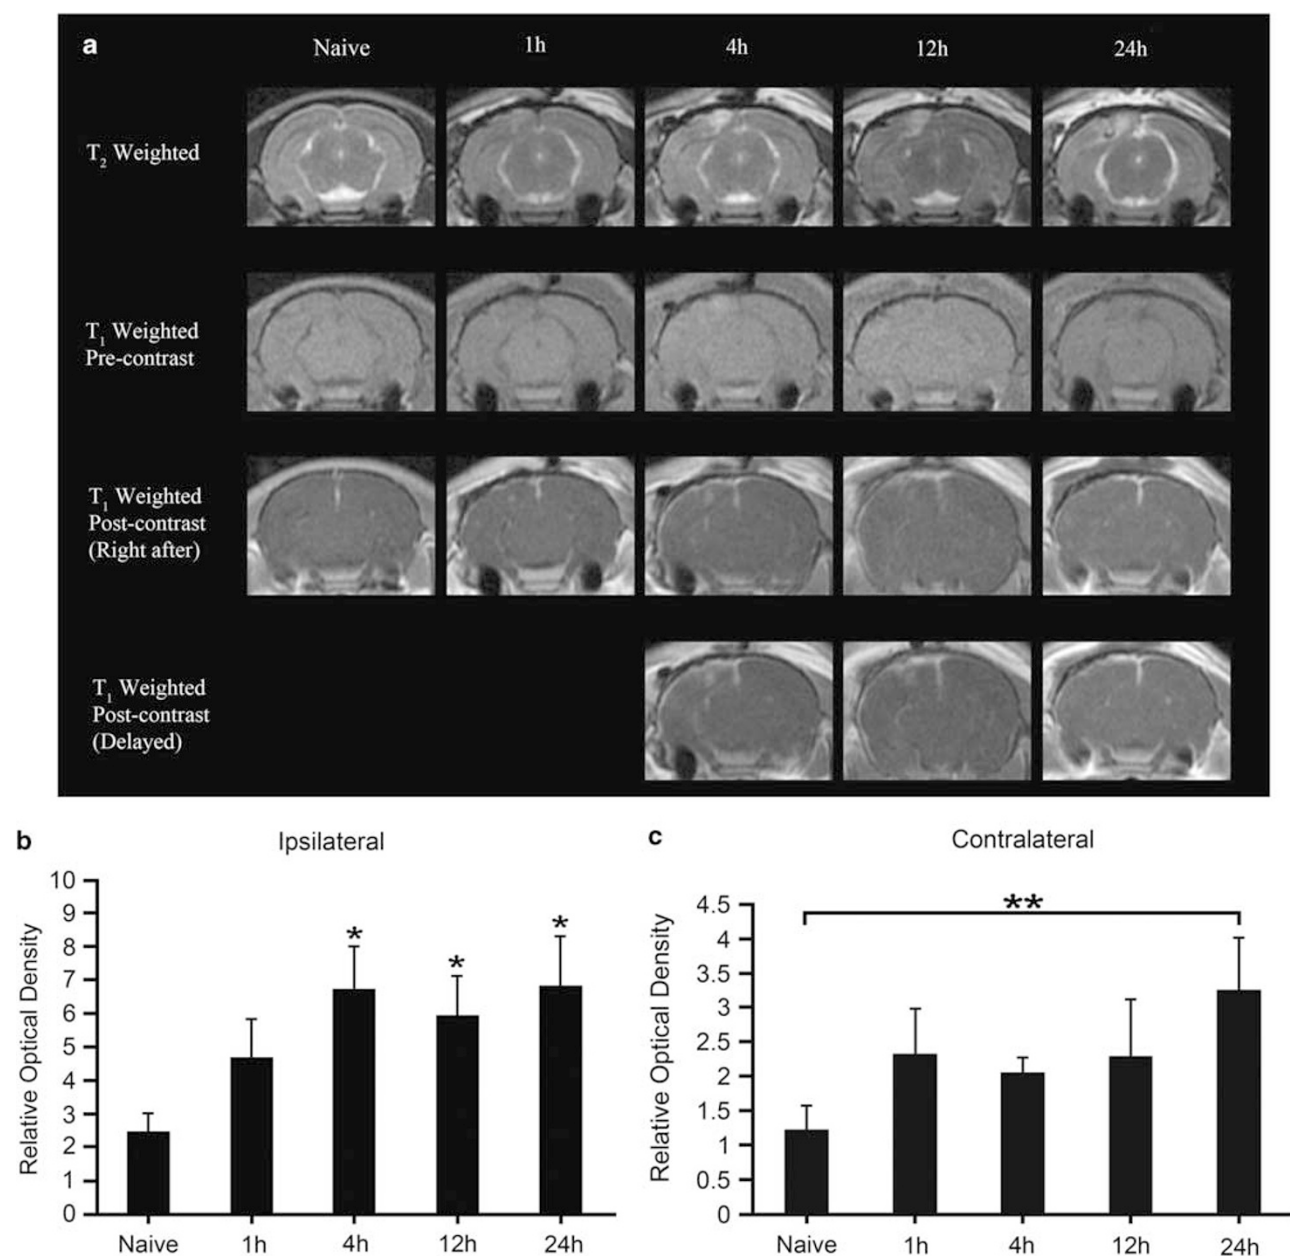 a
Naive 1h 4h 12h 24h
T2 Weighted
T1 Weighted
Pre-contrast
T1 Weighted
Post-contrast
(Right after)
T1 Weighted
Post-contrast
(Delayed)
b
Ipsilateral
Relative Optical Density
10
9
8
7
6
5
4
3
2
1
0
*
*
*
Naive 1h 4h 12h 24h
c
Contralateral
Relative Optical Density
4.5
4
3.5
3
2.5
2
1.5
1
0.5
0
**
Naive 1h 4h 12h 24h